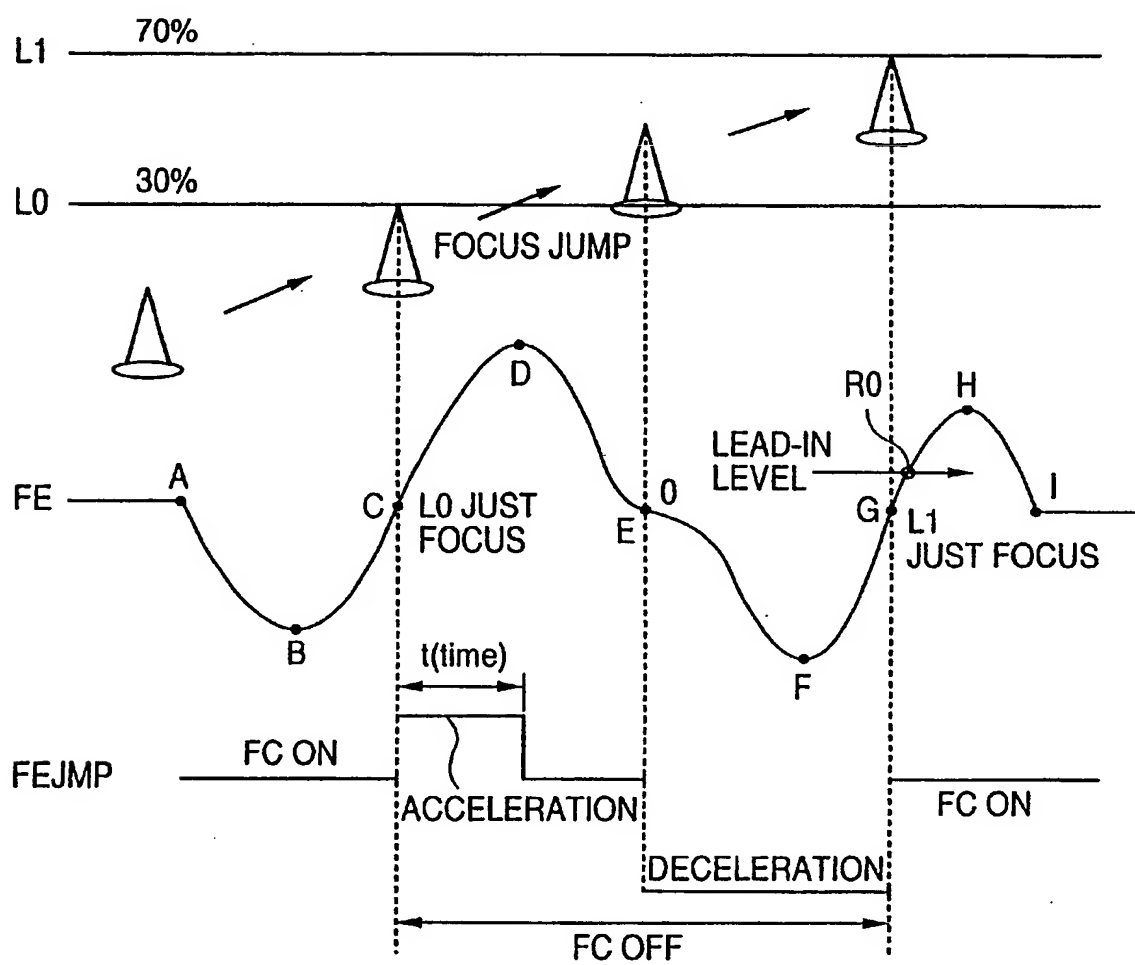 L1
70%
L0
30%
FOCUS JUMP
D
R0
H
LEAD-IN
LEVEL
A
FE
C
L0 JUST
FOCUS
0
E
G
I
L1
JUST FOCUS
B
F
t(time)
FC ON
FEJMP
ACCELERATION
FC ON
DECELERATION
FC OFF